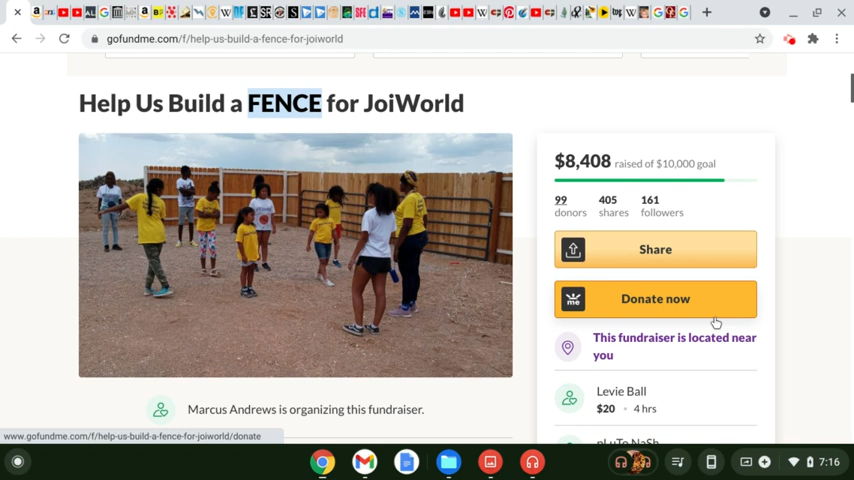 gofundme.com/f/help-us-build-a-fence-for-joiworld
Help Us Build a FENCE for JoiWorld
$8,408 raised of $10,000 goal
99 405 161
donors shares followers
Share
me Donate now
This fundraiser is located near
you
Levie Ball
$20 • 4 hrs
Marcus Andrews is organizing this fundraiser.
pLuTo NaSh
www.gofundme.com/f/help-us-build-a-fence-for-joiworld/donate
7:16